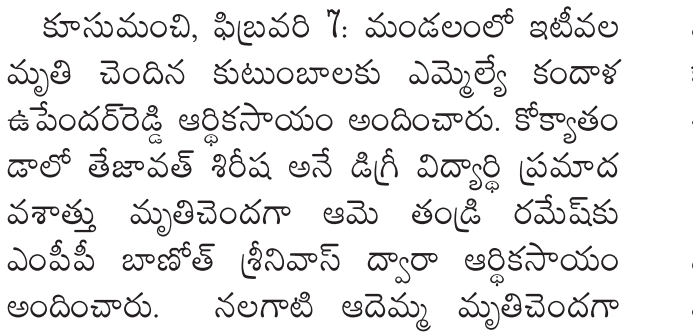 కూసుమంచి, ఫిబ్రవరి 7: మండలంలో ఇటీవల
మృతి చెందిన కుటుంబాలకు ఎమ్మెల్యే కందాళ
ఉపేందర్‌రెడ్డి ఆర్థికసాయం అందించారు. కోక్యాతం
డాలో తేజావత్ శిరీష అనే డిగ్రీ విద్యార్థి ప్రమాద
వశాత్తు మృతిచెందగా ఆమె తండ్రి రమేష్‌కు
ఎంపీపీ బాణోత్ శ్రీనివాస్ ద్వారా ఆర్థికసాయం
అందించారు. నలగాటి ఆదెమ్మ మృతిచెందగా